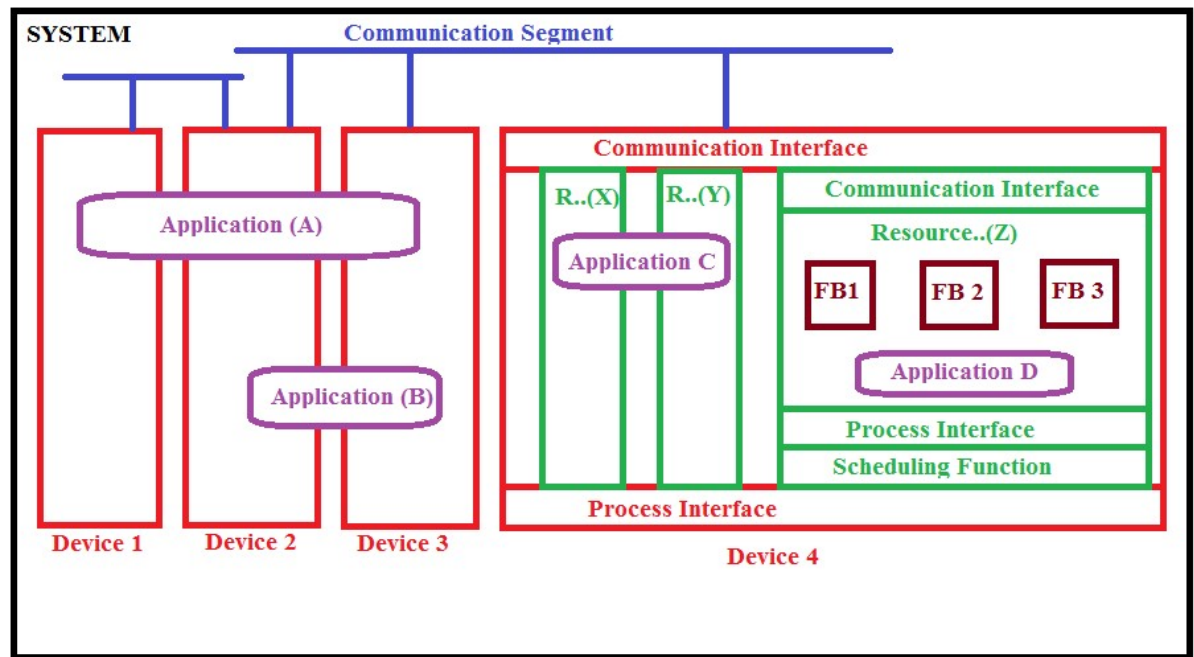 SYSTEM
Communication Segment
Communication Interface
R..(X)
R..(Y)
Communication Interface
Resource..(Z)
Application (A)
Application C
FB1
FB 2
FB 3
Application D
Application (B)
Process Interface
Scheduling Function
Process Interface
Device 1
Device 2
Device 3
Device 4